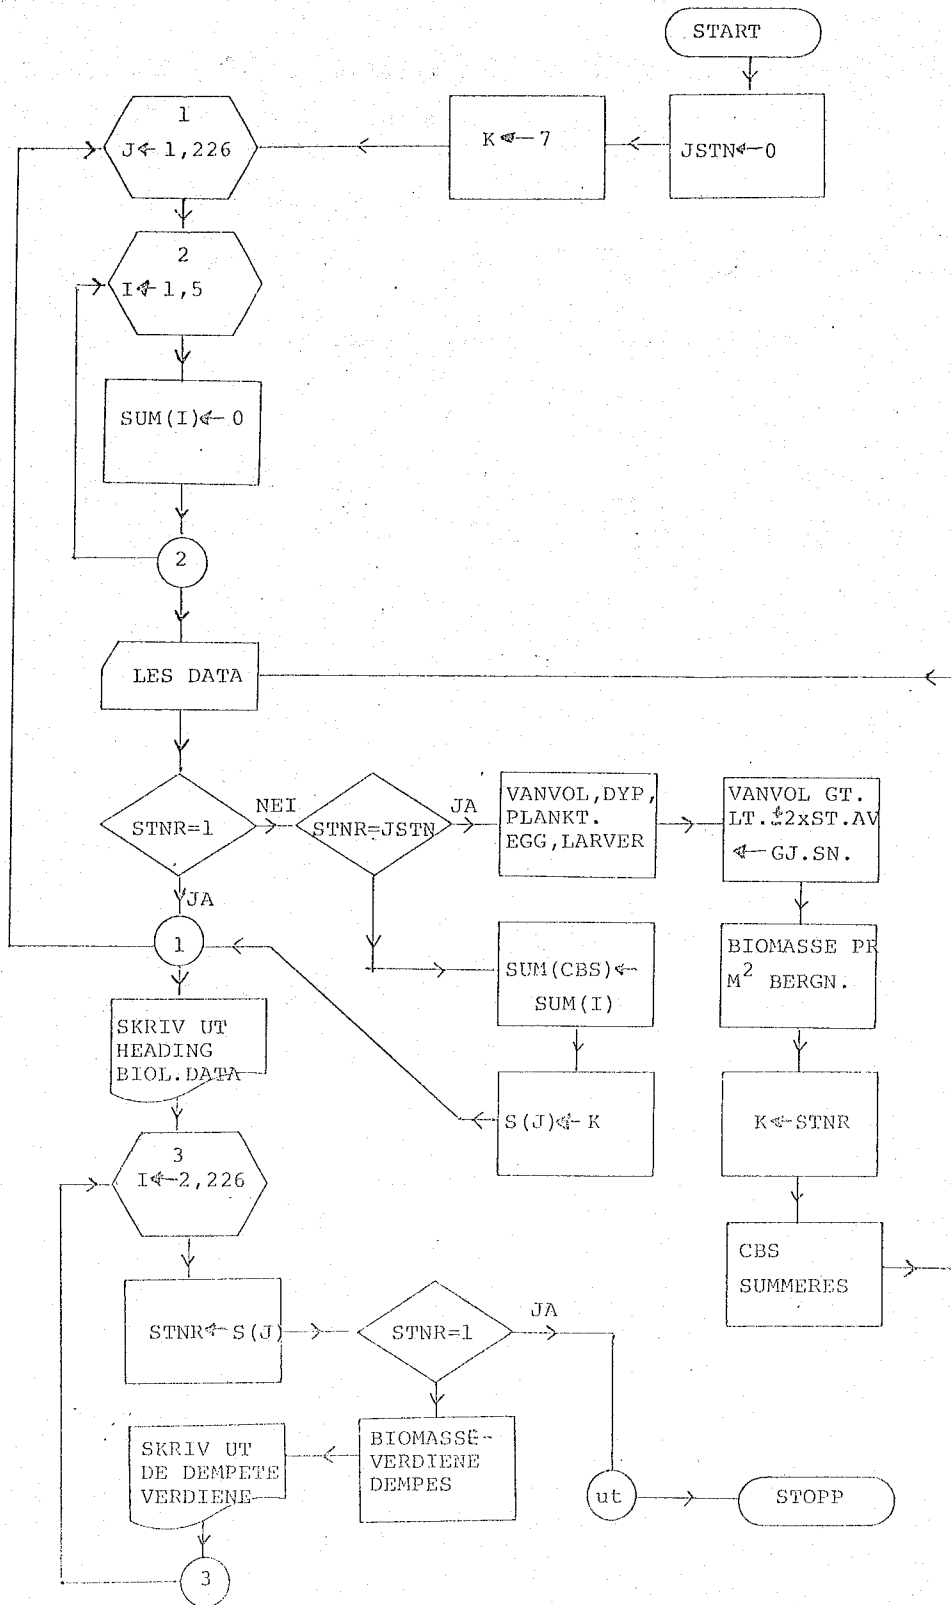 START
JSTN←0
K←7
1
J←1,226
2
I←1,5
SUM(I)←0
2
LES DATA
STNR=1
NEI
STNR=JSTN
JA
VANVOL,DYP,
PLANKT.
EGG,LARVER
VANVOL GT.
LT.±2xST.AV
←GJ.SN.
JA
1
SUM(CBS)←
SUM(I)
BIOMASSE PR
M² BERGN.
SKRIV UT
HEADING
BIOL.DATA
S(J)←K
K←STNR
3
I←2,226
CBS
SUMMERES
STNR←S(J)
STNR=1
JA
SKRIV UT
DE DEMPETE
VERDIENE
BIOMASSE-
VERDIENE
DEMPES
ut
STOPP
3